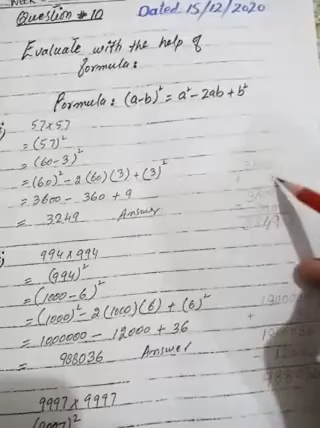 Question # 10 Dated 15/12/2020
Evaluate with the help of
formula:
Formula: (a-b)² = a² - 2ab + b²
57 x 57
= (57)²
= (60-3)²
= (60)² - 2(60)(3) + (3)²
= 3600 - 360 + 9
= 3249 Answer
994 x 994
= (994)²
= (1000-6)²
= (1000)² - 2(1000)(6) + (6)²
= 1000000 - 12000 + 36
= 988036 Answer
9997 x 9997